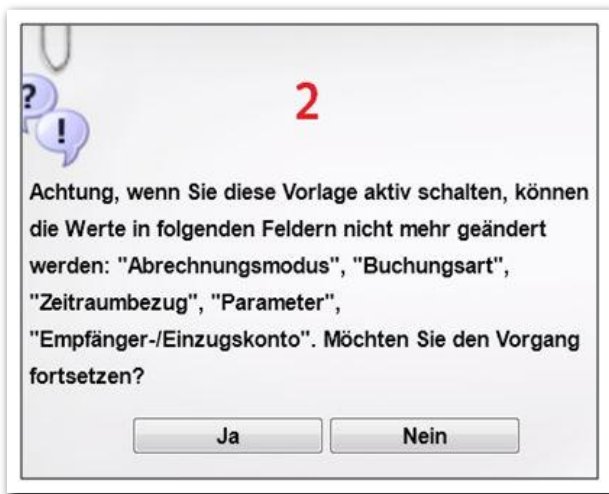 ?
!
2
Achtung, wenn Sie diese Vorlage aktiv schalten, können
die Werte in folgenden Feldern nicht mehr geändert
werden: "Abrechnungsmodus", "Buchungsart",
"Zeitraumbezug", "Parameter",
"Empfänger-/Einzugskonto". Möchten Sie den Vorgang
fortsetzen?
Ja Nein